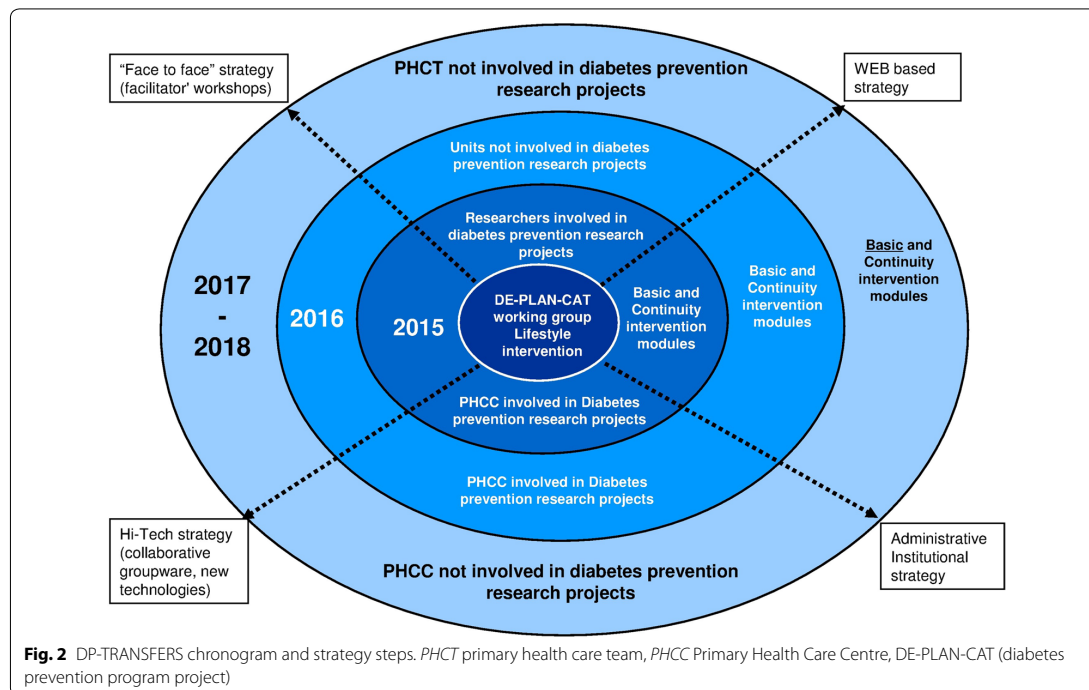 “Face to face” strategy
(facilitator' workshops)
PHCT not involved in diabetes prevention
research projects
WEB based
strategy
Units not involved in diabetes
prevention research projects
Researchers involved in
diabetes prevention research
projects
2017
-
2018
2016
2015
DE-PLAN-CAT
working group
Lifestyle
intervention
Basic and
Continuity
intervention
modules
Basic and
Continuity
intervention
modules
Basic and
Continuity
intervention
modules
PHCC involved in Diabetes
prevention research projects
PHCC involved in Diabetes
prevention research projects
Hi-Tech strategy
(collaborative
groupware, new
technologies)
PHCC not involved in diabetes prevention
research projects
Administrative
Institutional
strategy
Fig. 2 DP-TRANSFERS chronogram and strategy steps. PHCT primary health care team, PHCC Primary Health Care Centre, DE-PLAN-CAT (diabetes
prevention program project)